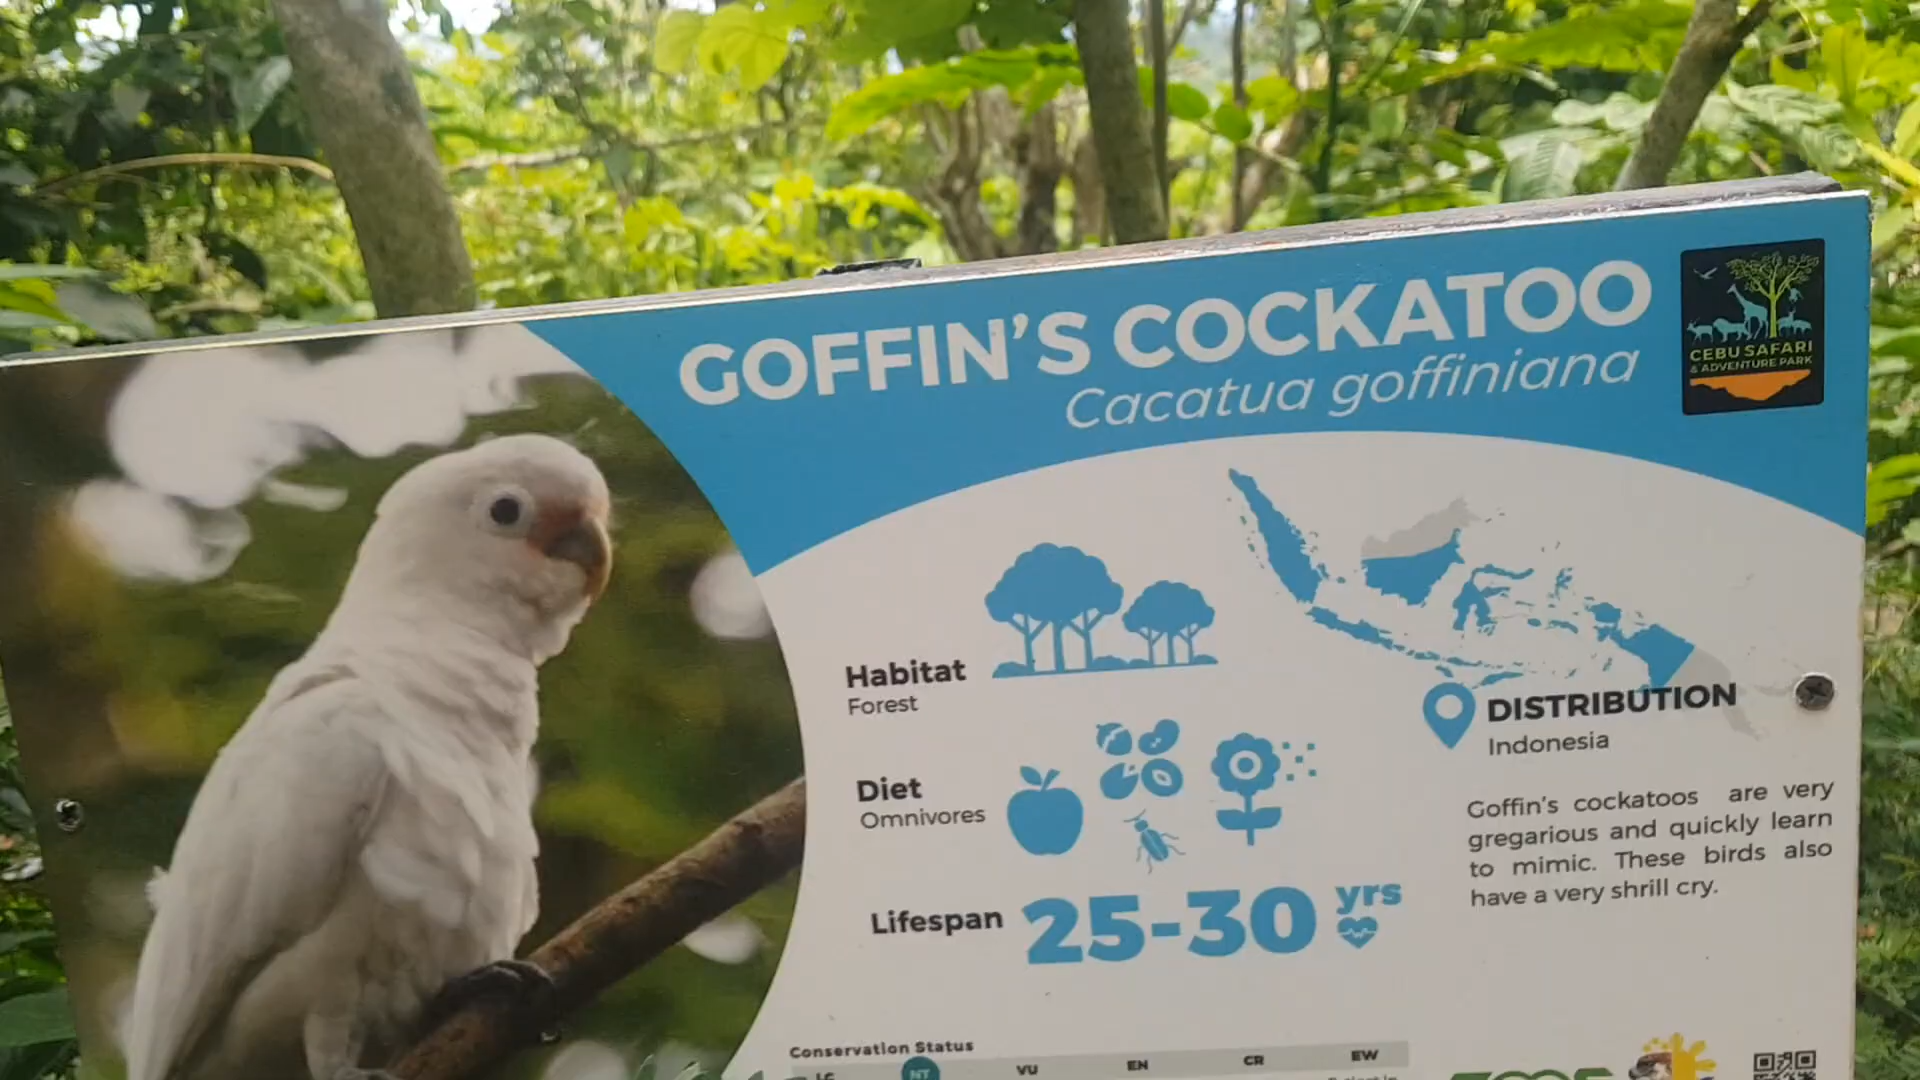 GOFFIN'S COCKATOO
Cacatua goffiniana
CEBU SAFARI
& ADVENTURE PARK
Habitat
Forest
DISTRIBUTION
Indonesia
Diet
Omnivores
Goffin's cockatoos are very
gregarious and quickly learn
to mimic. These birds also
have a very shrill cry.
Lifespan
25-30 yrs
Conservation Status
LC NT VU EN CR EW